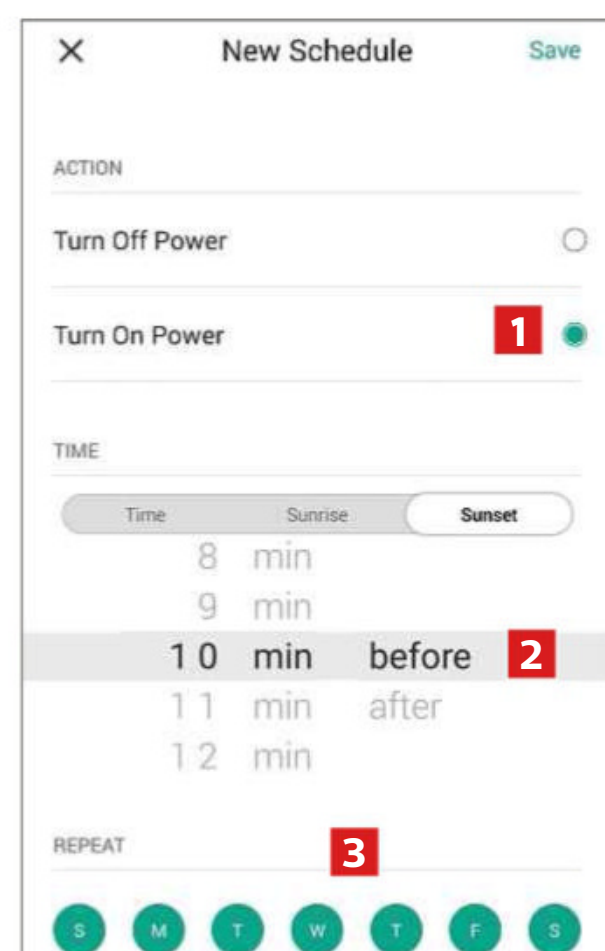 × New Schedule Save
ACTION
Turn Off Power
Turn On Power 1
TIME
Time Sunrise Sunset
8 min
9 min
10 min before 2
11 min after
12 min
REPEAT 3
S M T W T F S